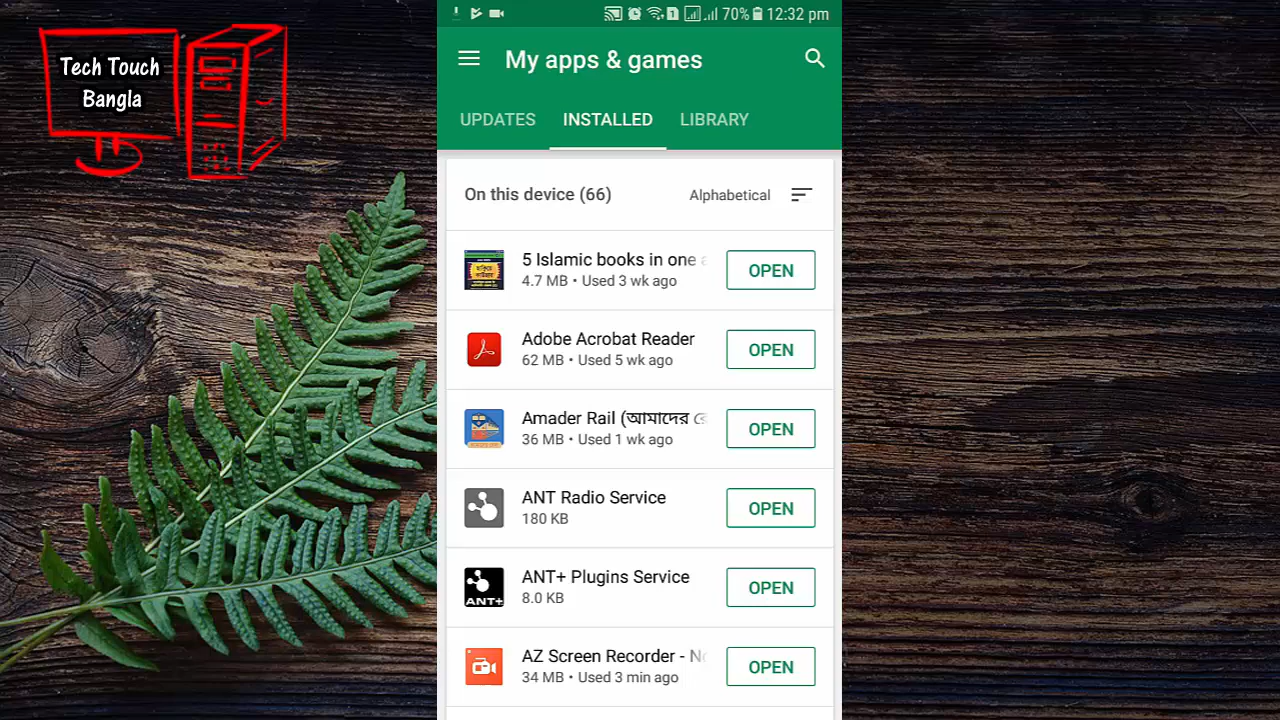 Tech Touch
Bangla
70% 12:32 pm
My apps & games
UPDATES INSTALLED LIBRARY
On this device (66) Alphabetical
5 Islamic books in one
4.7 MB • Used 3 wk ago
OPEN
Adobe Acrobat Reader
62 MB • Used 5 wk ago
OPEN
Amader Rail (আমাদের
36 MB • Used 1 wk ago
OPEN
ANT Radio Service
180 KB
OPEN
ANT+ Plugins Service
8.0 KB
OPEN
ANT+
AZ Screen Recorder -
34 MB • Used 3 min ago
OPEN